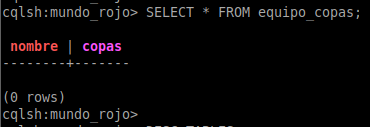 cqlsh:mundo_rojo> SELECT * FROM equipo_copas;
nombre | copas
--------+-------
(0 rows)
cqlsh:mundo_rojo>